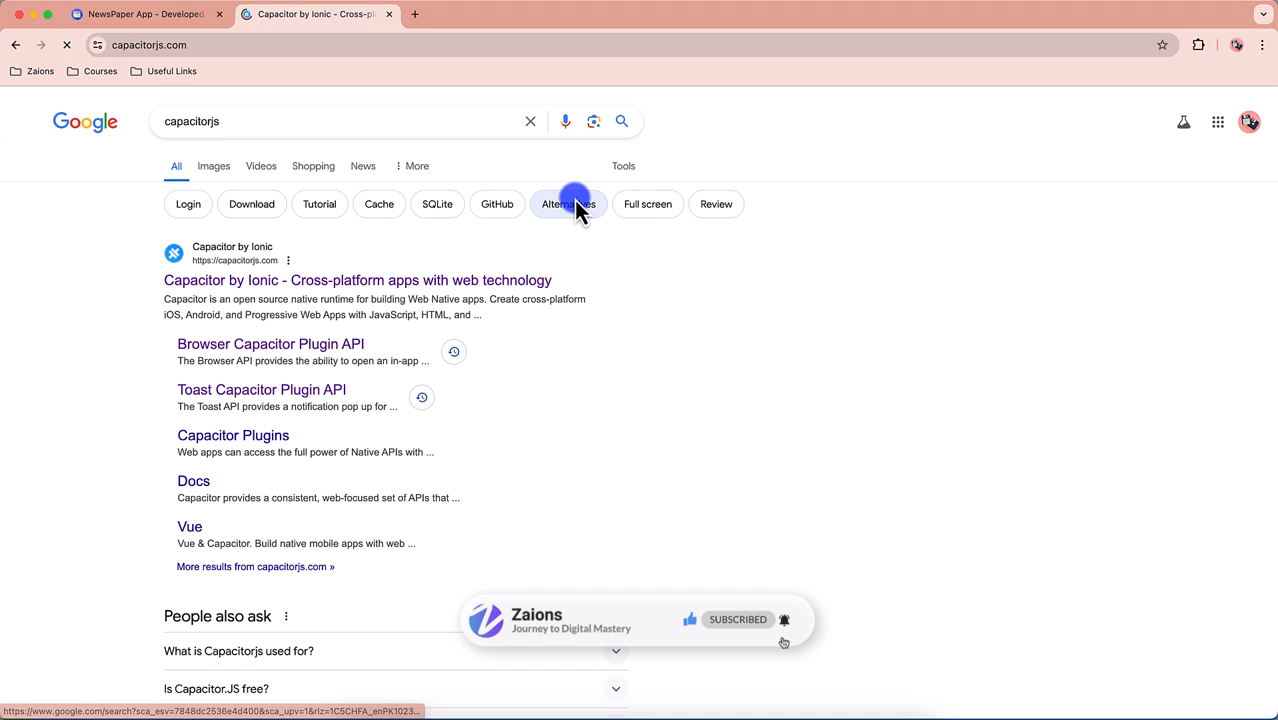 NewsPaper App - Developed
Capacitor by Ionic - Cross-pla
capacitorjs.com
Zaions
Courses
Useful Links
Google
capacitorjs
All
Images
Videos
Shopping
News
More
Tools
Login
Download
Tutorial
Cache
SQLite
GitHub
Alternatives
Full screen
Review
Capacitor by Ionic
https://capacitorjs.com
Capacitor by Ionic - Cross-platform apps with web technology
Capacitor is an open source native runtime for building Web Native apps. Create cross-platform
iOS, Android, and Progressive Web Apps with JavaScript, HTML, and ...
Browser Capacitor Plugin API
The Browser API provides the ability to open an in-app ...
Toast Capacitor Plugin API
The Toast API provides a notification pop up for ...
Capacitor Plugins
Web apps can access the full power of Native APIs with ...
Docs
Capacitor provides a consistent, web-focused set of APIs that ...
Vue
Vue & Capacitor. Build native mobile apps with web ...
More results from capacitorjs.com »
People also ask
Zaions
Journey to Digital Mastery
SUBSCRIBED
What is Capacitorjs used for?
Is Capacitor.JS free?
https://www.google.com/search?sca_esv=7848dc2536e4d400&sca_upv=1&rlz=1C5CHFA_enPK1023...